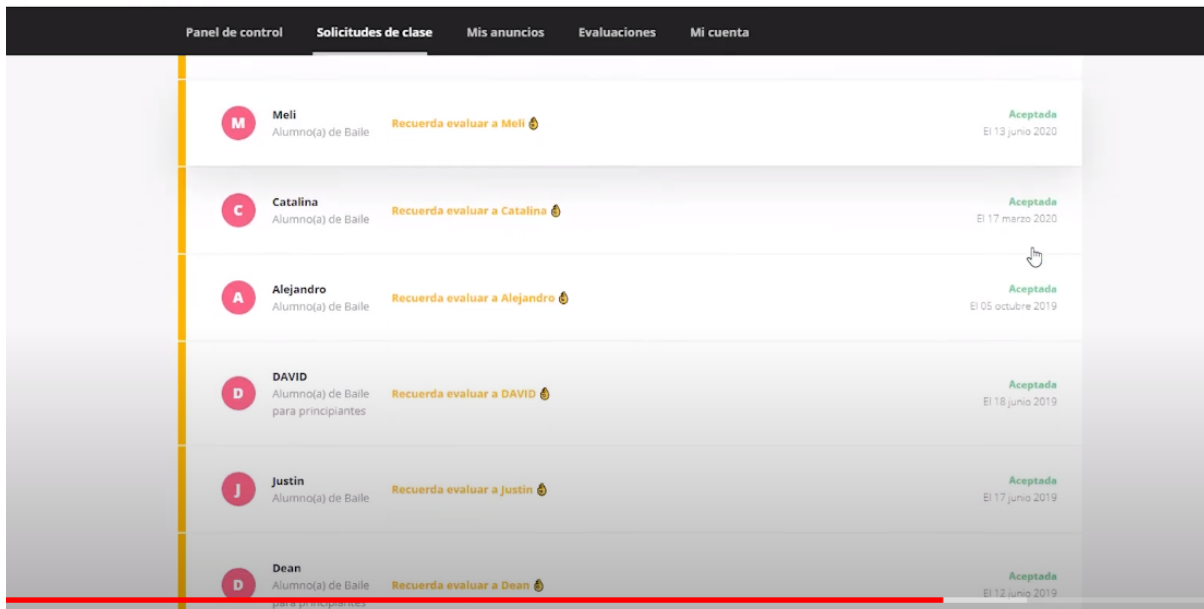 Panel de control Solicitudes de clase Mis anuncios Evaluaciones Mi cuenta
M
Meli
Alumno(a) de Baile
Recuerda evaluar a Meli
Aceptada
El 13 junio 2020
C
Catalina
Alumno(a) de Baile
Recuerda evaluar a Catalina
Aceptada
El 17 marzo 2020
A
Alejandro
Alumno(a) de Baile
Recuerda evaluar a Alejandro
Aceptada
El 05 octubre 2019
D
DAVID
Alumno(a) de Baile
para principiantes
Recuerda evaluar a DAVID
Aceptada
El 18 junio 2019
J
Justin
Alumno(a) de Baile
Recuerda evaluar a Justin
Aceptada
El 17 junio 2019
D
Dean
Alumno(a) de Baile
para principiantes
Recuerda evaluar a Dean
Aceptada
El 12 junio 2019